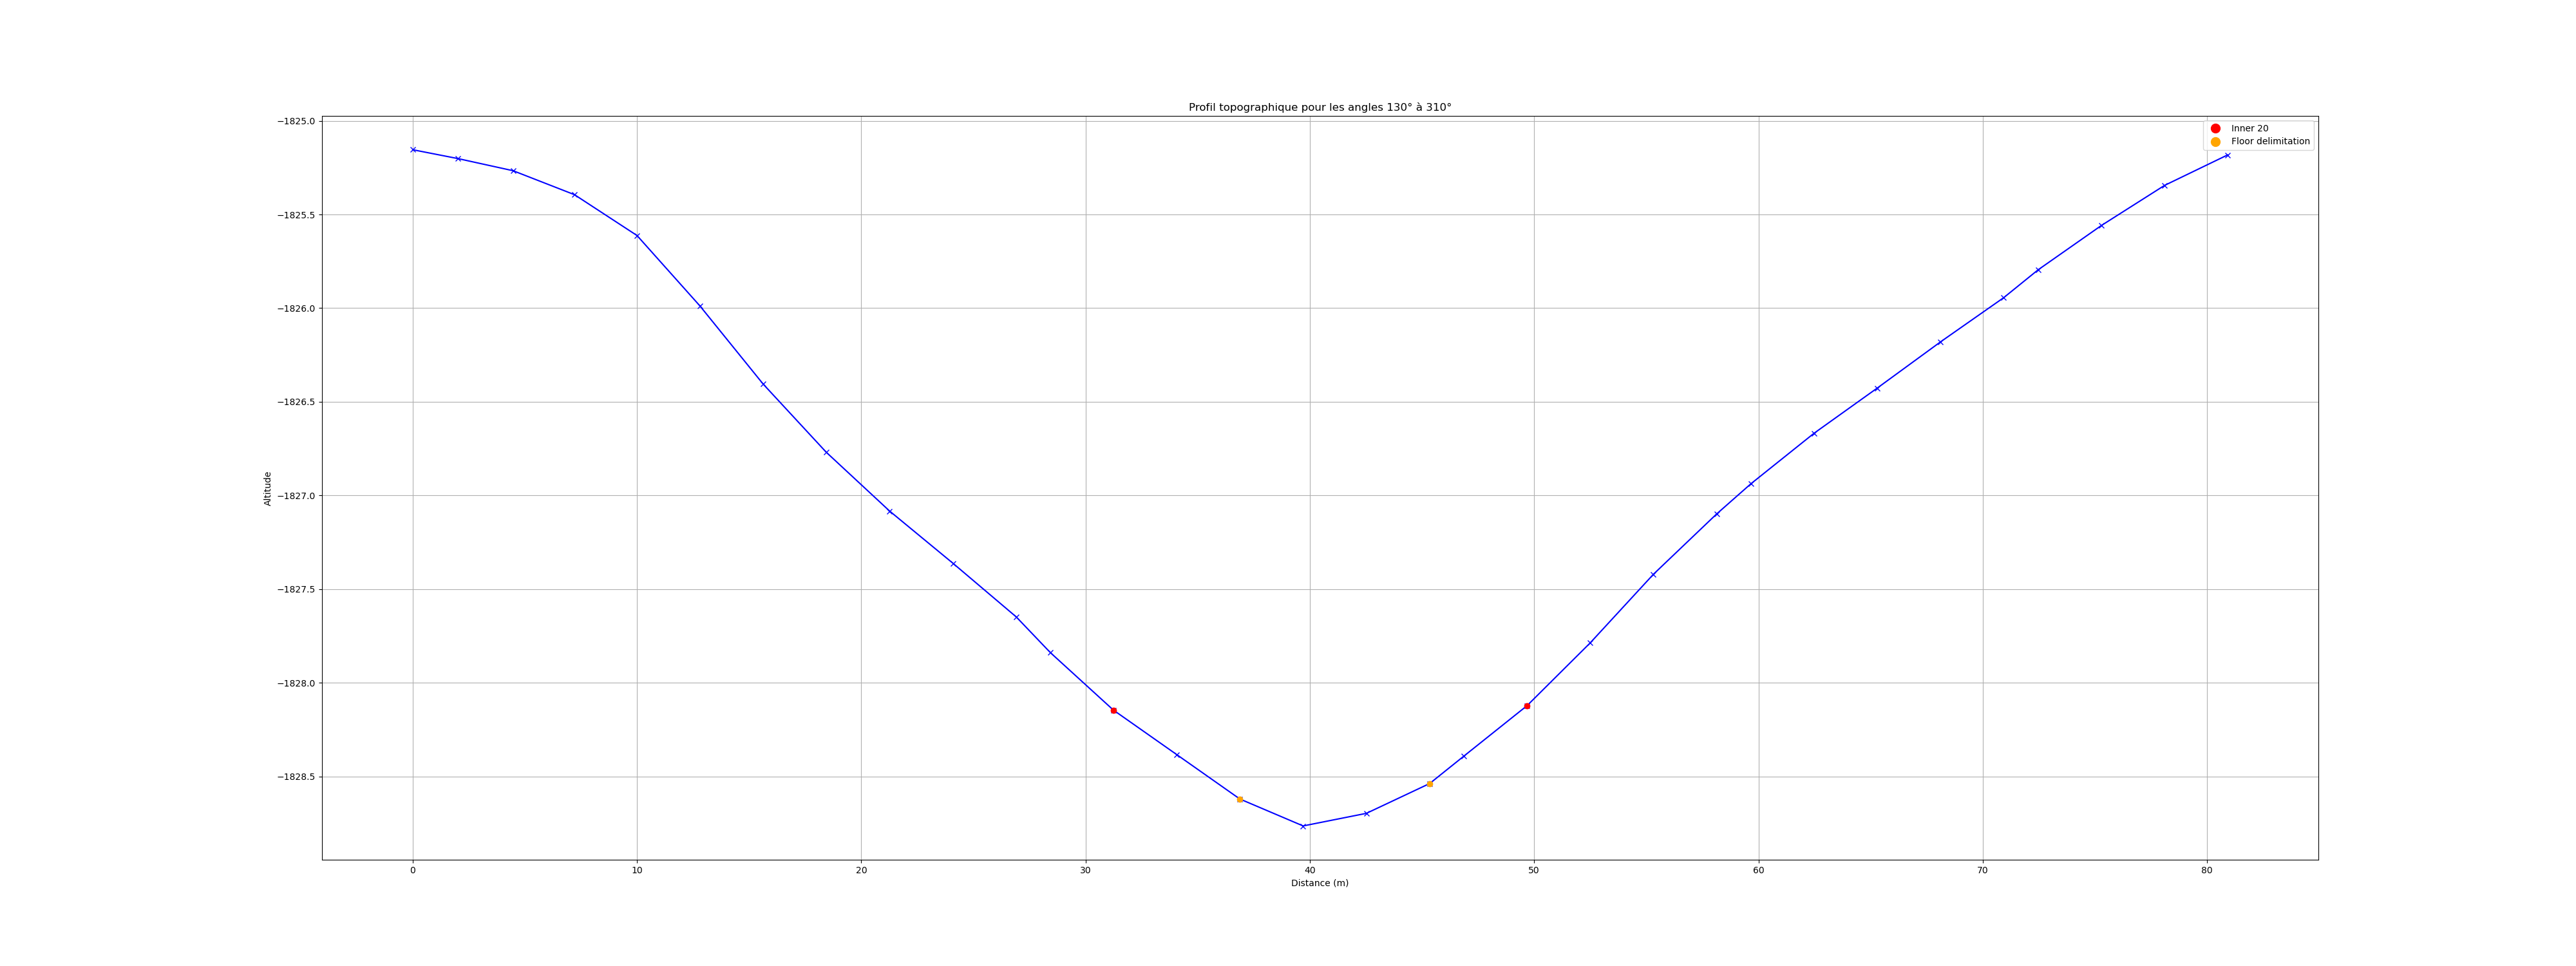 Profil topographique pour les angles 130° à 310°
Inner 20
Floor delimitation
Altitude
−1825.0
−1825.5
−1826.0
−1826.5
−1827.0
−1827.5
−1828.0
−1828.5
0 10 20 30 40 50 60 70 80
Distance (m)